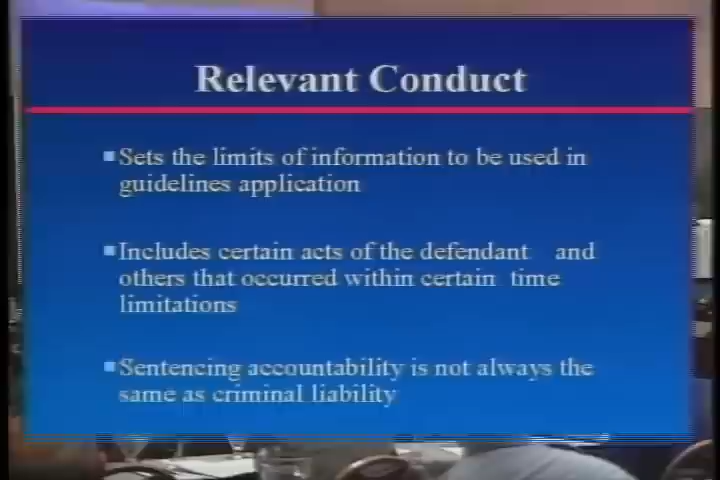 Relevant Conduct
Sets the limits of information to be used in
guidelines application
Includes certain acts of the defendant and
others that occurred within certain time
limitations
Sentencing accountability is not always the
same as criminal liability